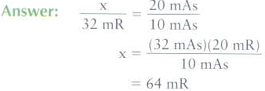 Answer: x / 32 mR = 20 mAs / 10 mAs
x = (32 mAs)(20 mR) / 10 mAs
= 64 mR